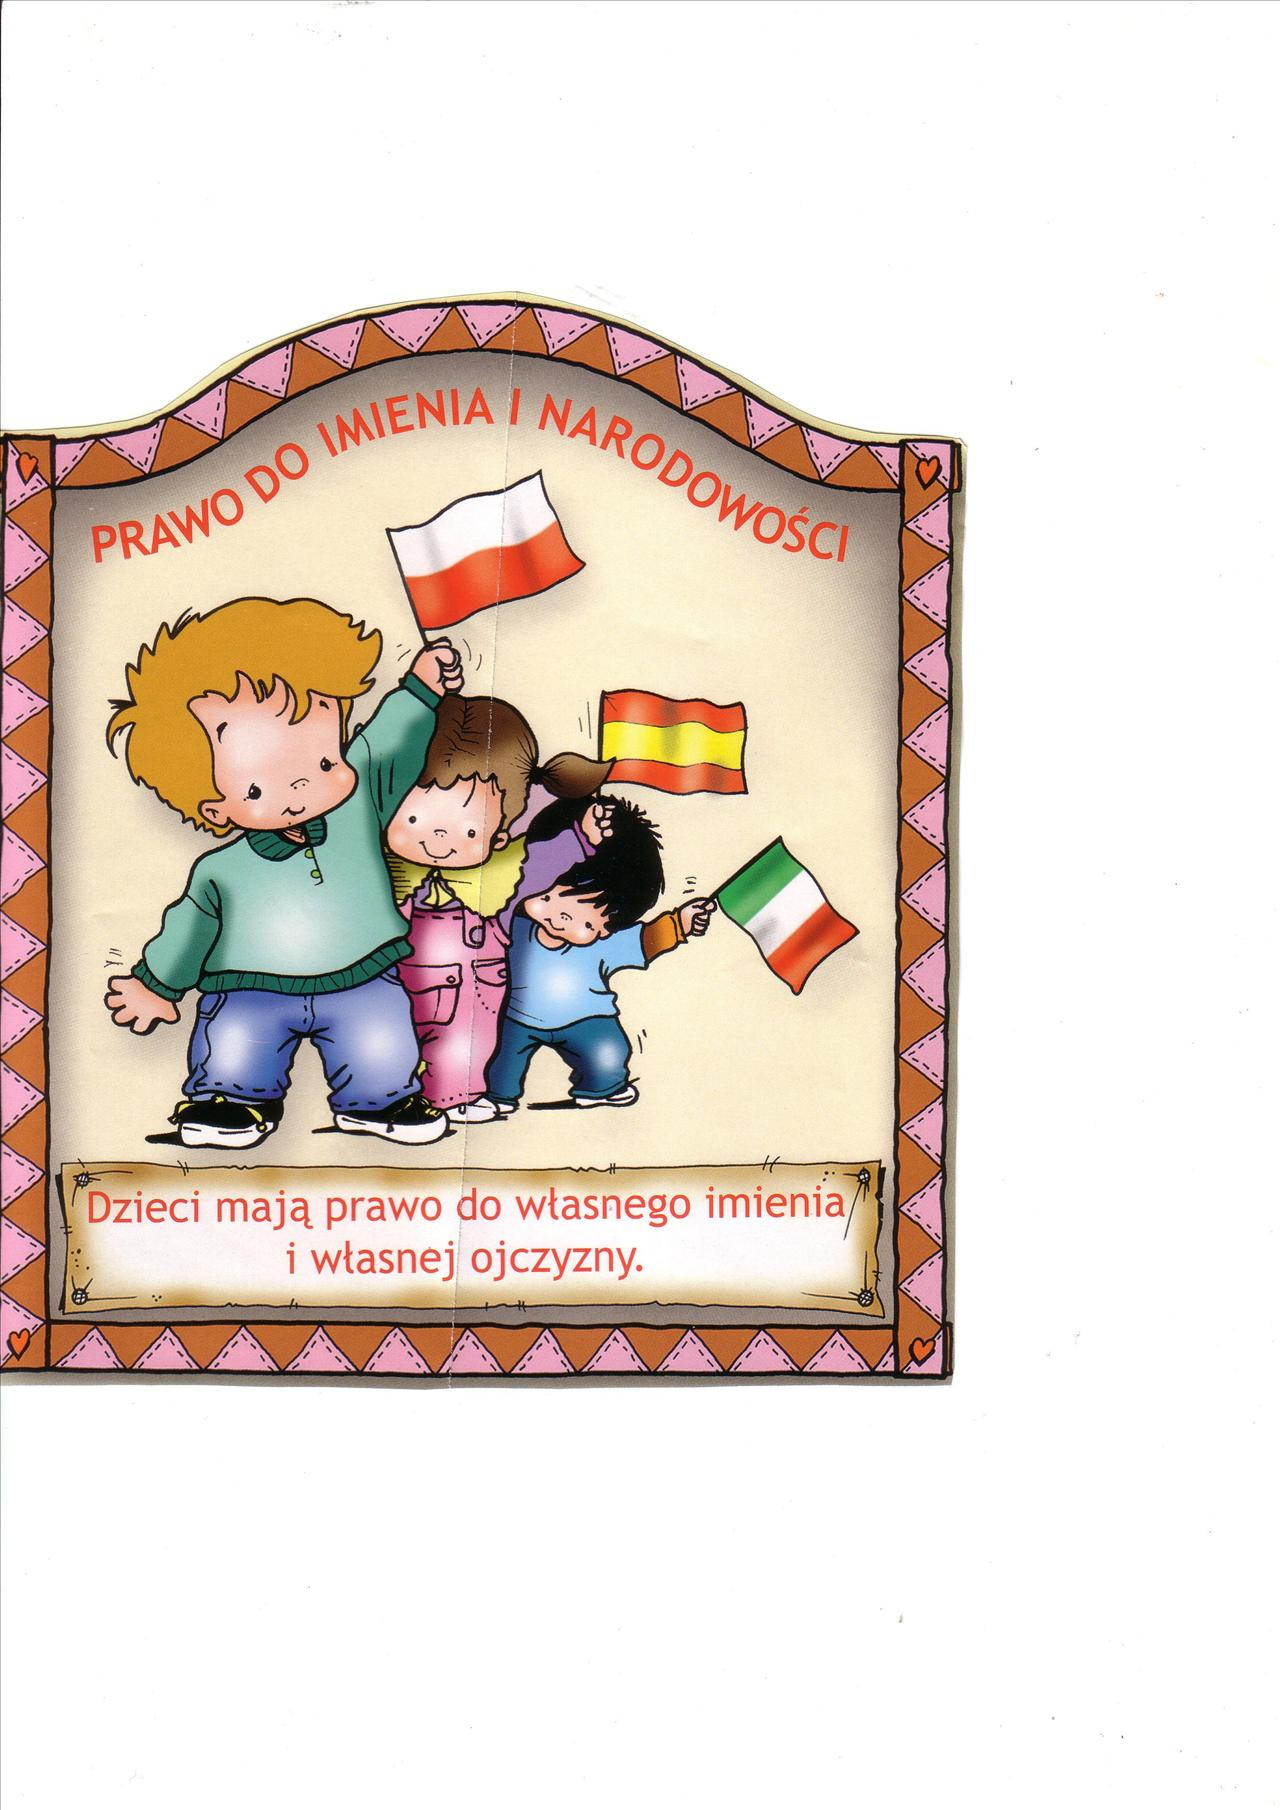 PRAWO DO IMIENIA I NARODOWOŚCI
Dzieci mają prawo do własnego imienia
i własnej ojczyzny.